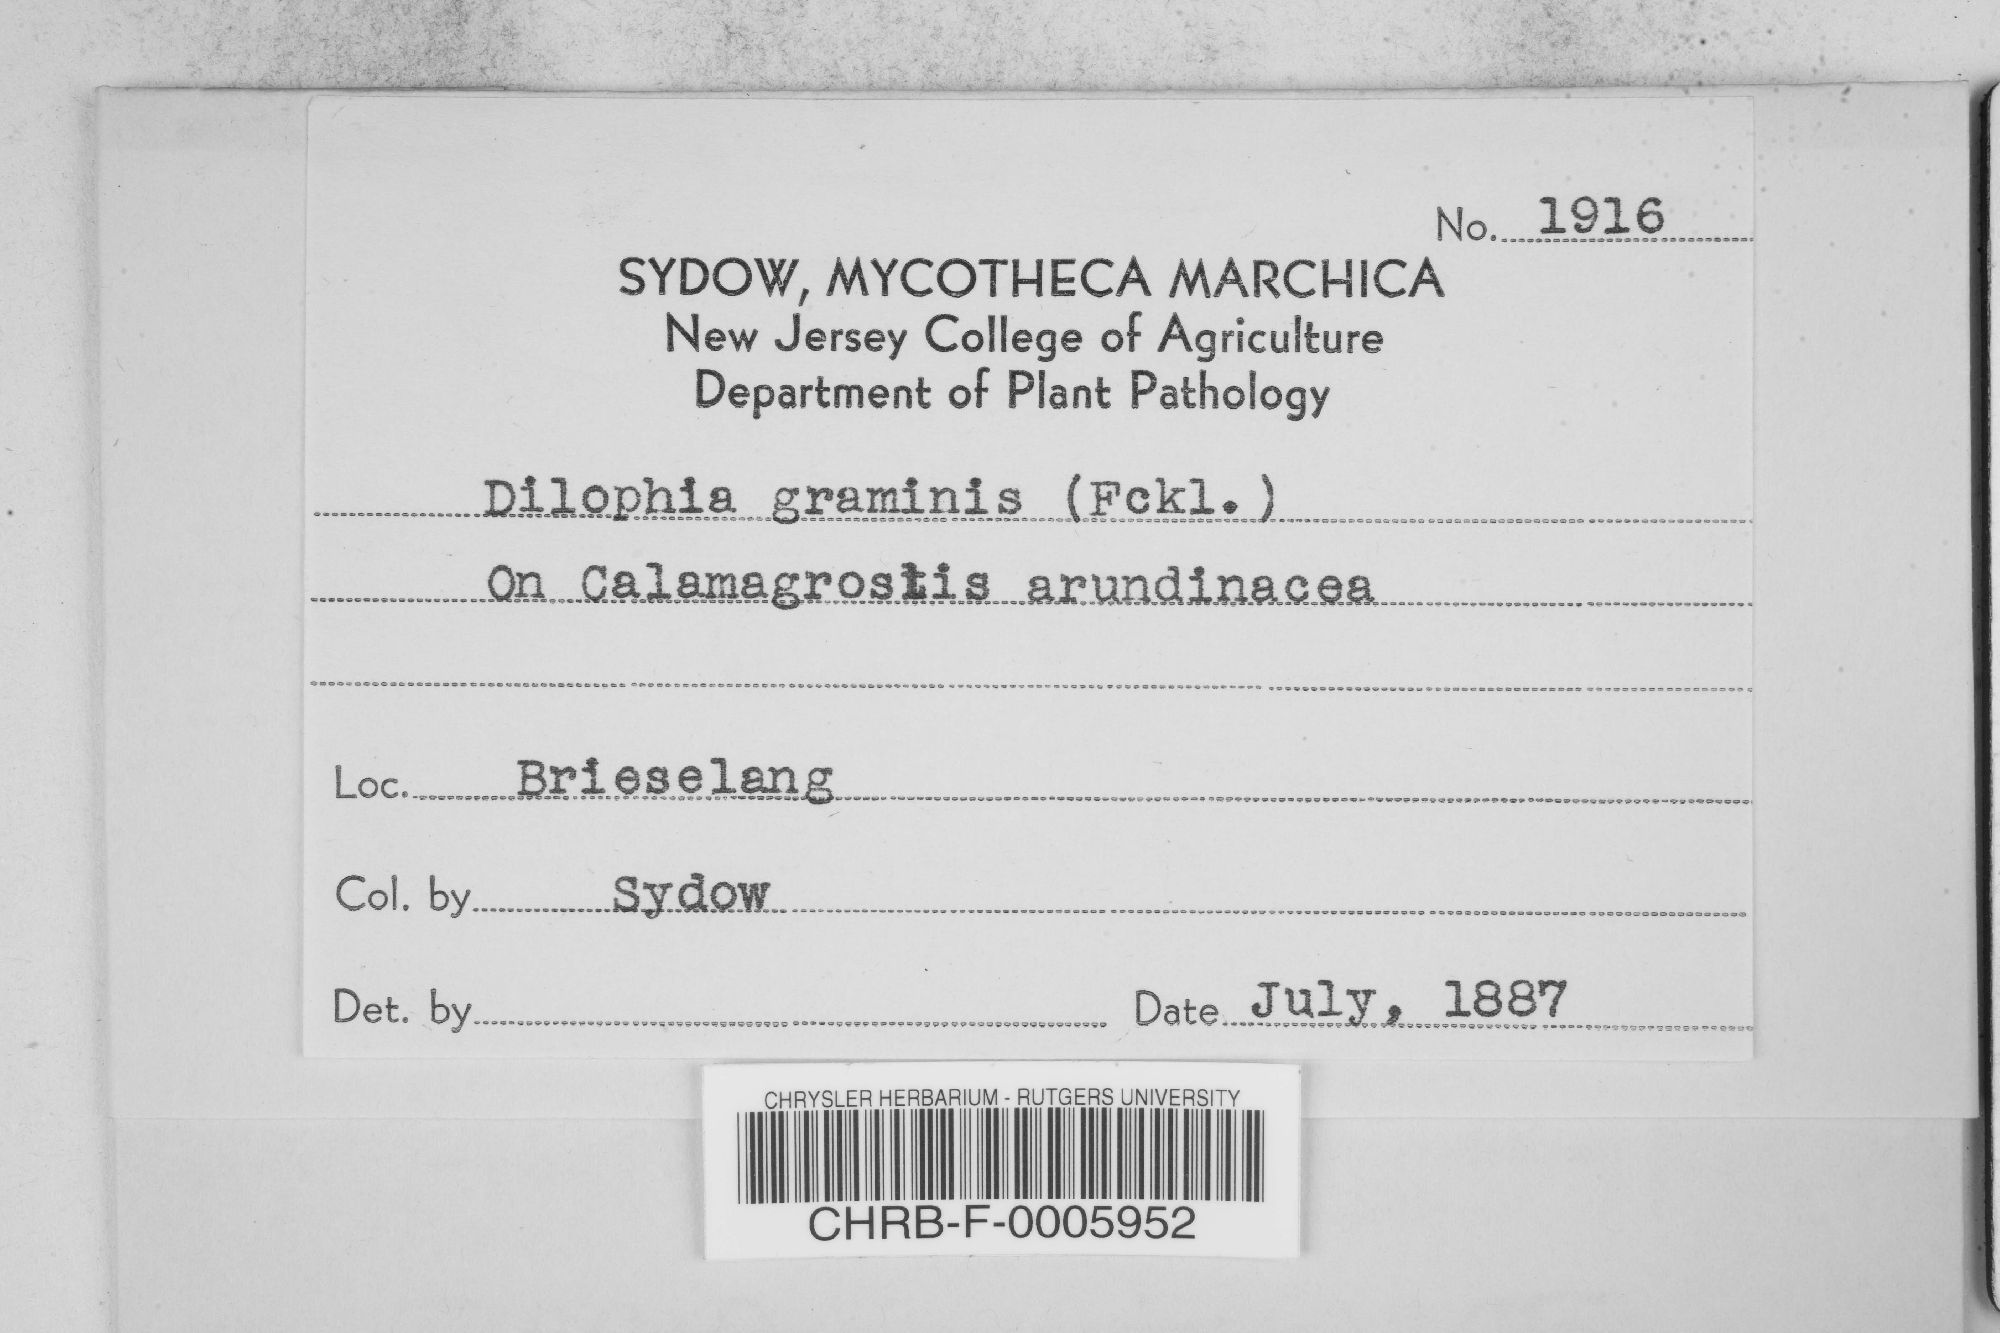 No. 1916
SYDOW, MYCOTHECA MARCHICA
New Jersey College of Agriculture
Department of Plant Pathology
Dilophia graminis (Fckl.)
On Calamagrostis arundinacea
Loc. Brieselang
Col. by Sydow
Det. by Date July, 1887
CHRYSLER HERBARIUM - RUTGERS UNIVERSITY
CHRB-F-0005952